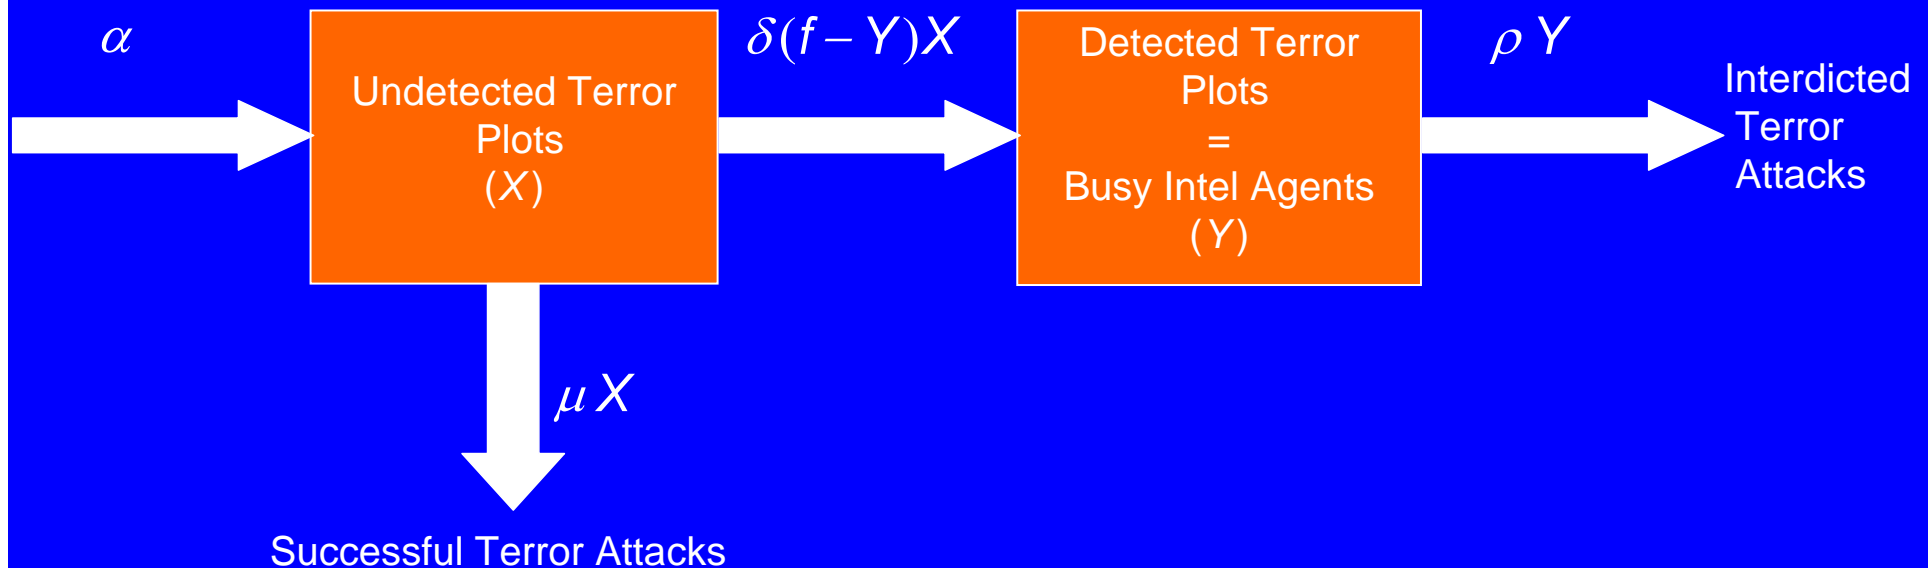 α
δ(f − Y)X
ρ Y
Undetected Terror
Plots
(X)
Detected Terror
Plots
=
Busy Intel Agents
(Y)
Interdicted
Terror
Attacks
μ X
Successful Terror Attacks